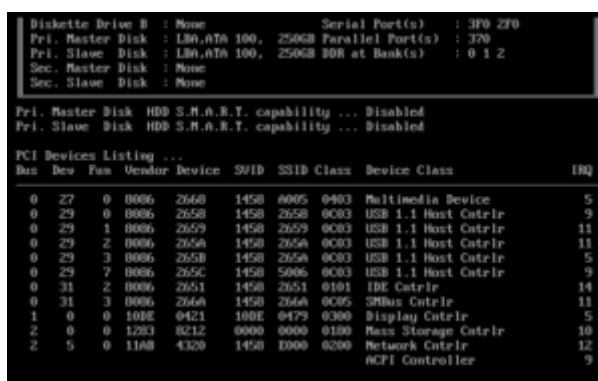 Diskette Drive B : None Serial Port(s) : 3F0 2F0
Pri. Master Disk : LBA,ATA 100, 250GB Parallel Port(s) : 370
Pri. Slave Disk : LBA,ATA 100, 250GB DDR at Bank(s) : 0 1 2
Sec. Master Disk : None
Sec. Slave Disk : None
Pri. Master Disk HDD S.M.A.R.T. capability ... Disabled
Pri. Slave Disk HDD S.M.A.R.T. capability ... Disabled
PCI Devices Listing ...
Bus Dev Fun Vendor Device SVID SSID Class Device Class IRQ
0 27 0 8086 2668 1458 A005 0403 Multimedia Device 5
0 29 0 8086 2658 1458 2658 0C03 USB 1.1 Host Cntrlr 9
0 29 1 8086 2659 1458 2659 0C03 USB 1.1 Host Cntrlr 11
0 29 2 8086 265A 1458 265A 0C03 USB 1.1 Host Cntrlr 11
0 29 3 8086 265B 1458 265A 0C03 USB 1.1 Host Cntrlr 5
0 29 7 8086 265C 1458 5006 0C03 USB 1.1 Host Cntrlr 9
0 31 2 8086 2651 1458 2651 0101 IDE Cntrlr 14
0 31 3 8086 266A 1458 266A 0C05 SMBus Cntrlr 11
1 0 0 10DE 0421 10DE 0479 0300 Display Cntrlr 5
2 0 0 1283 8212 0000 0000 0180 Mass Storage Cntrlr 10
2 5 0 11AB 4320 1458 E000 0200 Network Cntrlr 12
ACPI Controller 9